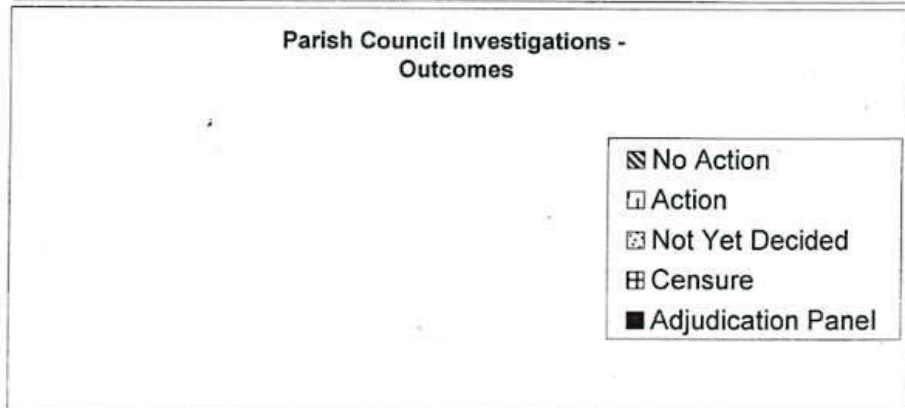 Parish Council Investigations -
Outcomes
No Action
Action
Not Yet Decided
Censure
Adjudication Panel